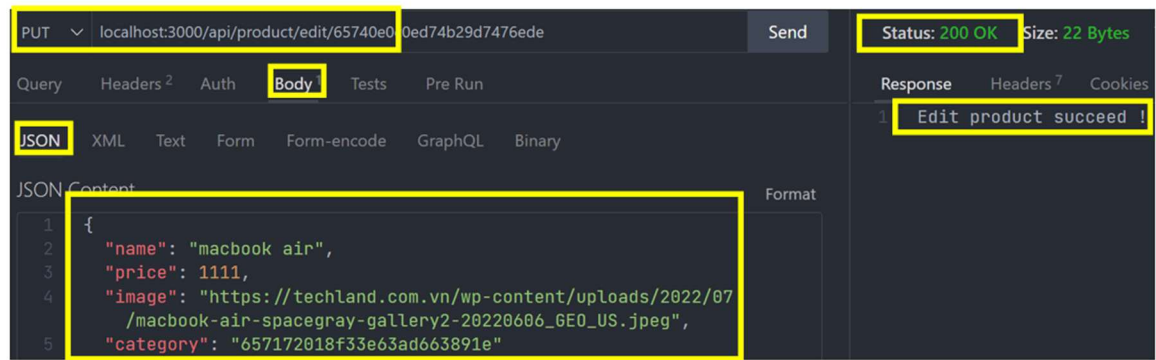 PUT localhost:3000/api/product/edit/65740e0c0ed74b29d7476ede Send
Status: 200 OK Size: 22 Bytes
Query Headers 2 Auth Body 1 Tests Pre Run
Response Headers 7 Cookies
1 Edit product succeed !
JSON XML Text Form Form-encode GraphQL Binary
JSON Content Format
1 {
2 "name": "macbook air",
3 "price": 1111,
4 "image": "https://techland.com.vn/wp-content/uploads/2022/07
/macbook-air-spacegray-gallery2-20220606_GEO_US.jpeg",
5 "category": "657172018f33e63ad663891e"